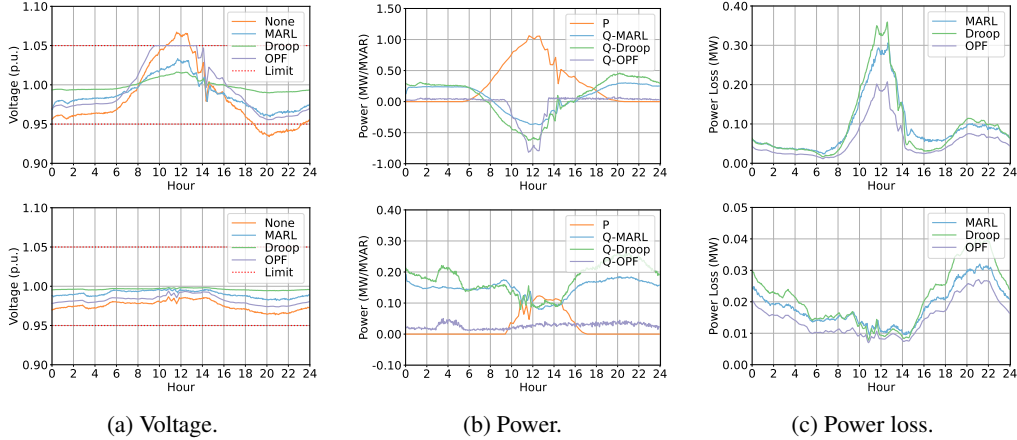 1.10
1.05
1.00
0.95
0.90
Voltage (p.u.)
0 2 4 6 8 10 12 14 16 18 20 22 24
Hour
None
MARL
Droop
OPF
Limit
1.50
1.00
0.50
0.00
-0.50
-1.00
Power (MW/MVAR)
0 2 4 6 8 10 12 14 16 18 20 22 24
Hour
P
Q-MARL
Q-Droop
Q-OPF
0.40
0.30
0.20
0.10
0.00
Power Loss (MW)
0 2 4 6 8 10 12 14 16 18 20 22 24
Hour
MARL
Droop
OPF
1.10
1.05
1.00
0.95
0.90
Voltage (p.u.)
0 2 4 6 8 10 12 14 16 18 20 22 24
Hour
None
MARL
Droop
OPF
Limit
0.40
0.30
0.20
0.10
0.00
-0.10
Power (MW/MVAR)
0 2 4 6 8 10 12 14 16 18 20 22 24
Hour
P
Q-MARL
Q-Droop
Q-OPF
0.05
0.04
0.03
0.02
0.01
0.00
Power Loss (MW)
0 2 4 6 8 10 12 14 16 18 20 22 24
Hour
MARL
Droop
OPF
(a) Voltage.
(b) Power.
(c) Power loss.